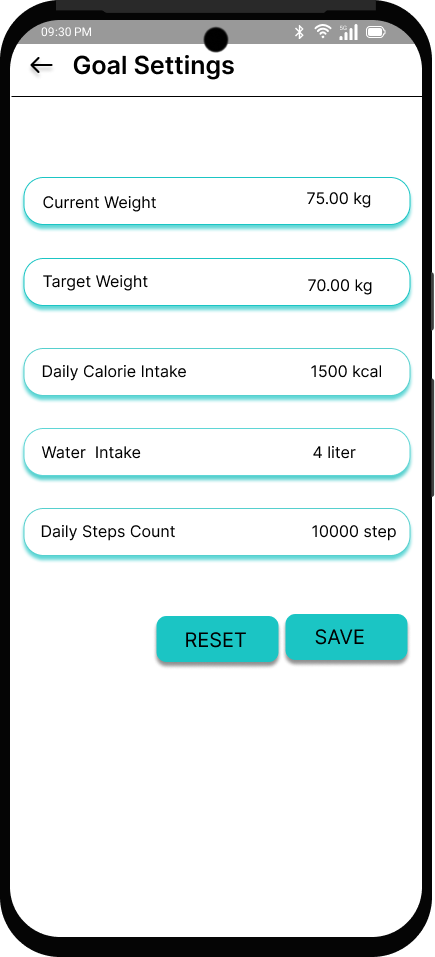 09:30 PM 5G
Goal Settings
Current Weight 75.00 kg
Target Weight 70.00 kg
Daily Calorie Intake 1500 kcal
Water  Intake 4 liter
Daily Steps Count 10000 step
RESET SAVE